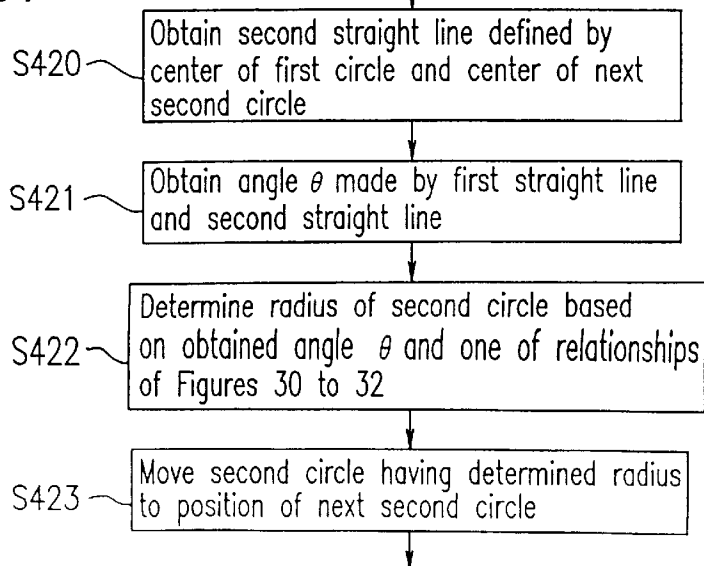 S420
Obtain second straight line defined by
center of first circle and center of next
second circle
S421
Obtain angle θ made by first straight line
and second straight line
S422
Determine radius of second circle based
on obtained angle θ and one of relationships
of Figures 30 to 32
S423
Move second circle having determined radius
to position of next second circle